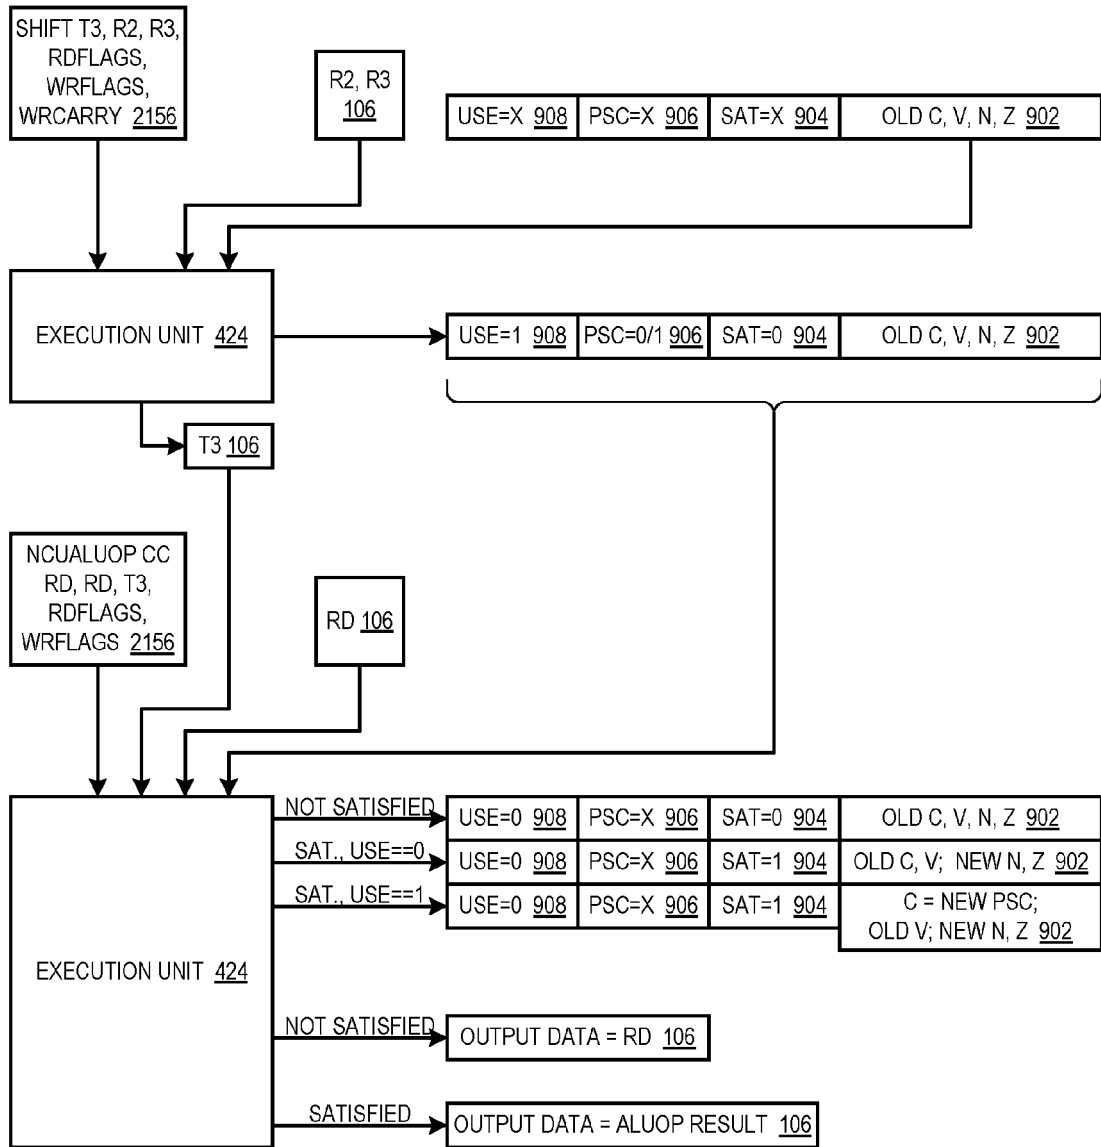 SHIFT T3, R2, R3,
RDFLAGS,
WRFLAGS,
WRCARRY 2156
R2, R3
106
USE=X 908
PSC=X 906
SAT=X 904
OLD C, V, N, Z 902
EXECUTION UNIT 424
USE=1 908
PSC=0/1 906
SAT=0 904
OLD C, V, N, Z 902
T3 106
NCUALUOP CC
RD, RD, T3,
RDFLAGS,
WRFLAGS 2156
RD 106
EXECUTION UNIT 424
NOT SATISFIED
USE=0 908
PSC=X 906
SAT=0 904
OLD C, V, N, Z 902
SAT., USE==0
USE=0 908
PSC=X 906
SAT=1 904
OLD C, V; NEW N, Z 902
SAT., USE==1
USE=0 908
PSC=X 906
SAT=1 904
C = NEW PSC;
OLD V; NEW N, Z 902
NOT SATISFIED
OUTPUT DATA = RD 106
SATISFIED
OUTPUT DATA = ALUOP RESULT 106